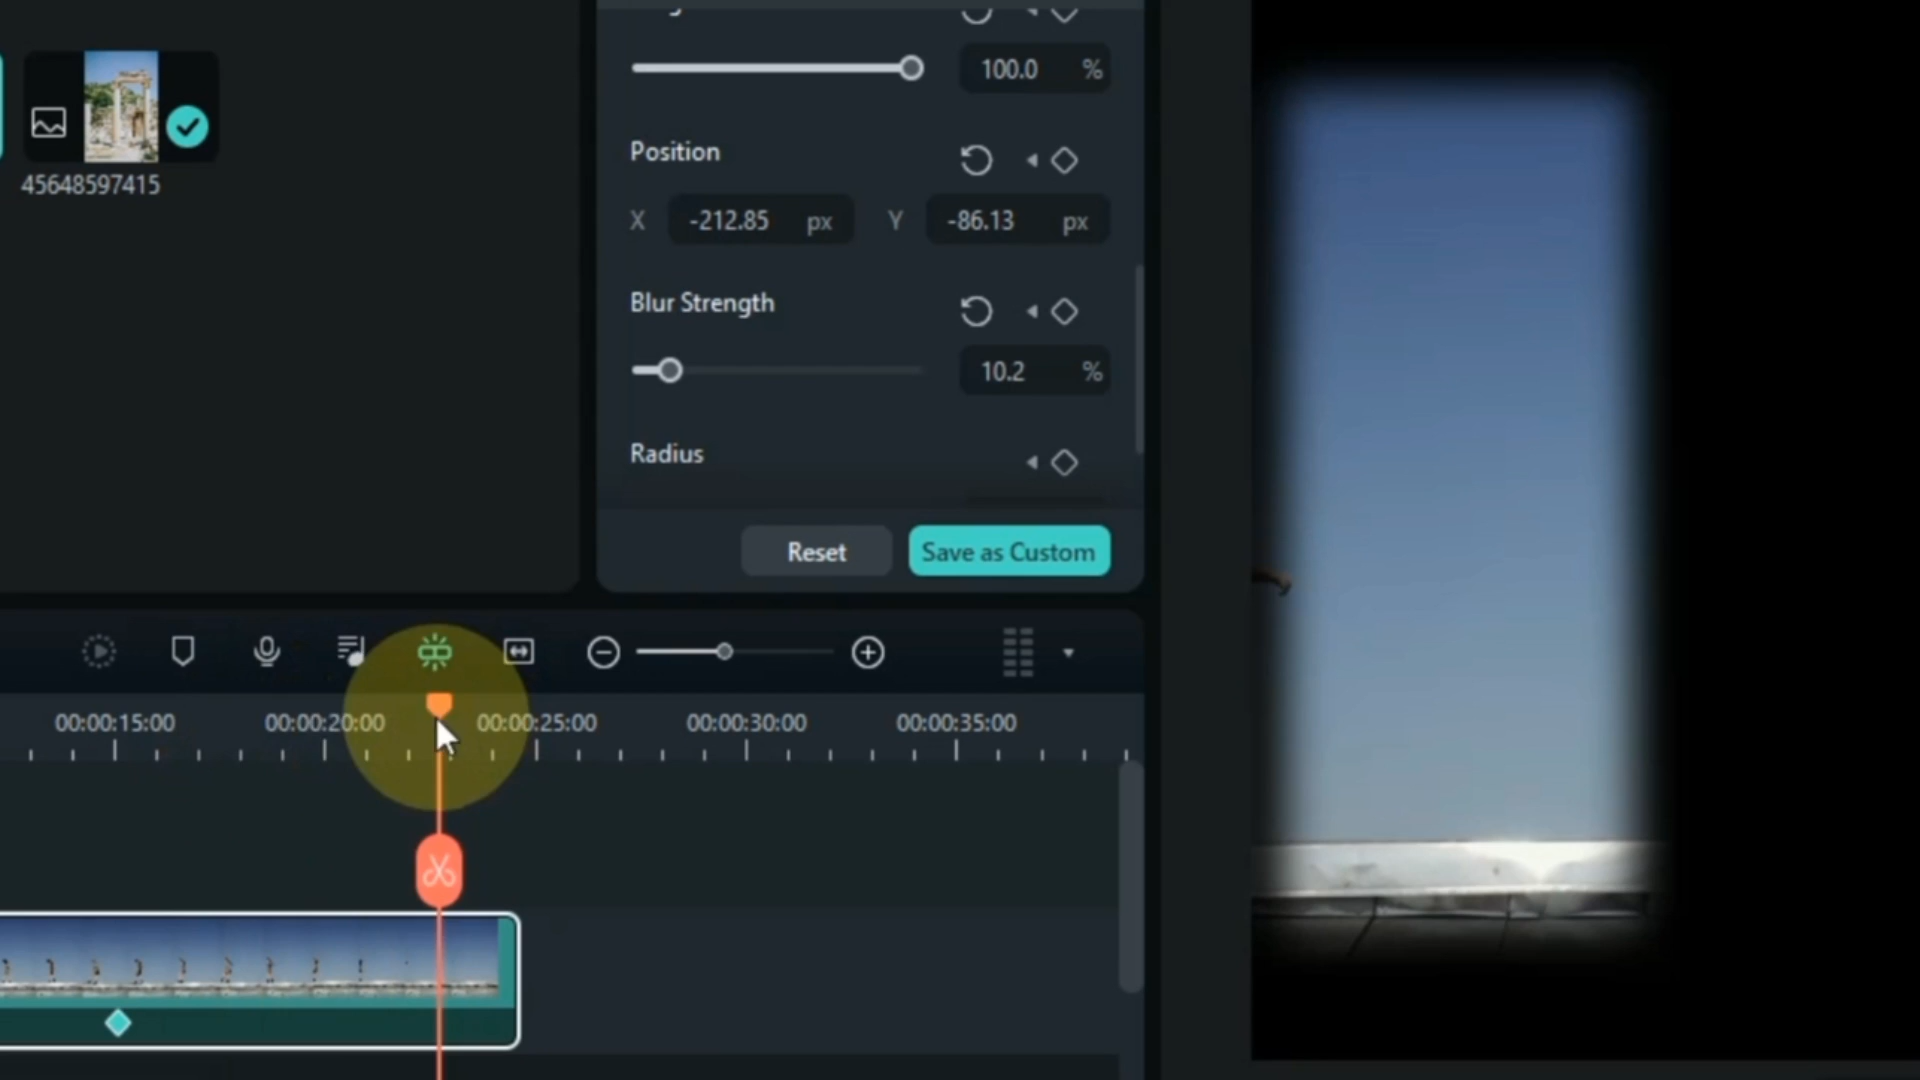 100.0 %
45648597415
Position
X -212.85 px Y -86.13 px
Blur Strength
10.2 %
Radius
Reset Save as Custom
00:00:15:00 00:00:20:00 00:00:25:00 00:00:30:00 00:00:35:00